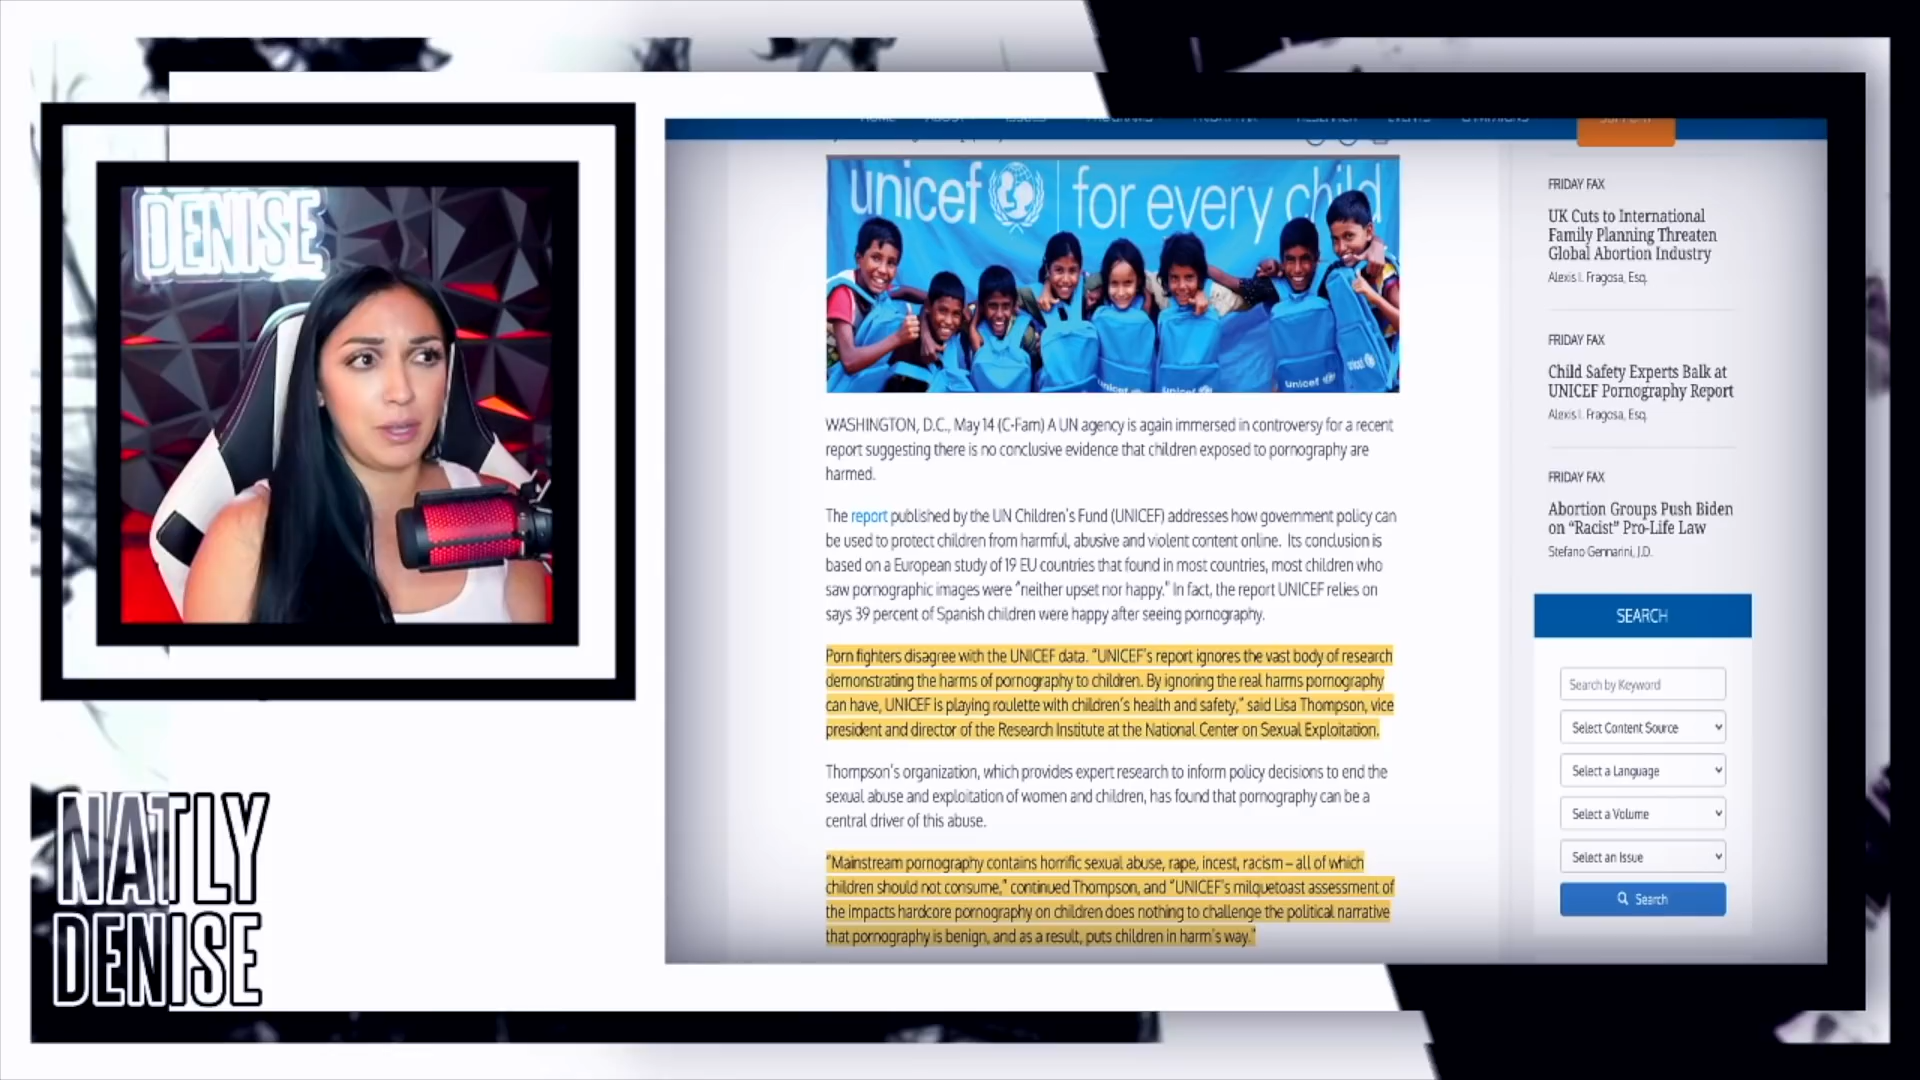 DENISE
NATLY
DENISE
HOME
unicef for every child
unicef
unicef
unicef
unicef
WASHINGTON, D.C., May 14 (C-Fam) A UN agency is again immersed in controversy for a recent
report suggesting there is no conclusive evidence that children exposed to pornography are
harmed.
The report published by the UN Children's Fund (UNICEF) addresses how government policy can
be used to protect children from harmful, abusive and violent content online. Its conclusion is
based on a European study of 19 EU countries that found in most countries, most children who
saw pornographic images were "neither upset nor happy." In fact, the report UNICEF relies on
says 39 percent of Spanish children were happy after seeing pornography.
Porn fighters disagree with the UNICEF data. "UNICEF's report ignores the vast body of research
demonstrating the harms of pornography to children. By ignoring the real harms pornography
can have, UNICEF is playing roulette with children's health and safety," said Lisa Thompson, vice
president and director of the Research Institute at the National Center on Sexual Exploitation.
Thompson's organization, which provides expert research to inform policy decisions to end the
sexual abuse and exploitation of women and children, has found that pornography can be a
central driver of this abuse.
"Mainstream pornography contains horrific sexual abuse, rape, incest, racism – all of which
children should not consume," continued Thompson, and "UNICEF's milquetoast assessment of
the impacts hardcore pornography on children does nothing to challenge the political narrative
that pornography is benign, and as a result, puts children in harm's way."
FRIDAY FAX
UK Cuts to International
Family Planning Threaten
Global Abortion Industry
Alexis I. Fragosa, Esq.
FRIDAY FAX
Child Safety Experts Balk at
UNICEF Pornography Report
Alexis I. Fragosa, Esq.
FRIDAY FAX
Abortion Groups Push Biden
on "Racist" Pro-Life Law
Stefano Gennarini, J.D.
SEARCH
Search by Keyword
Select Content Source
Select a Language
Select a Volume
Select an Issue
Search